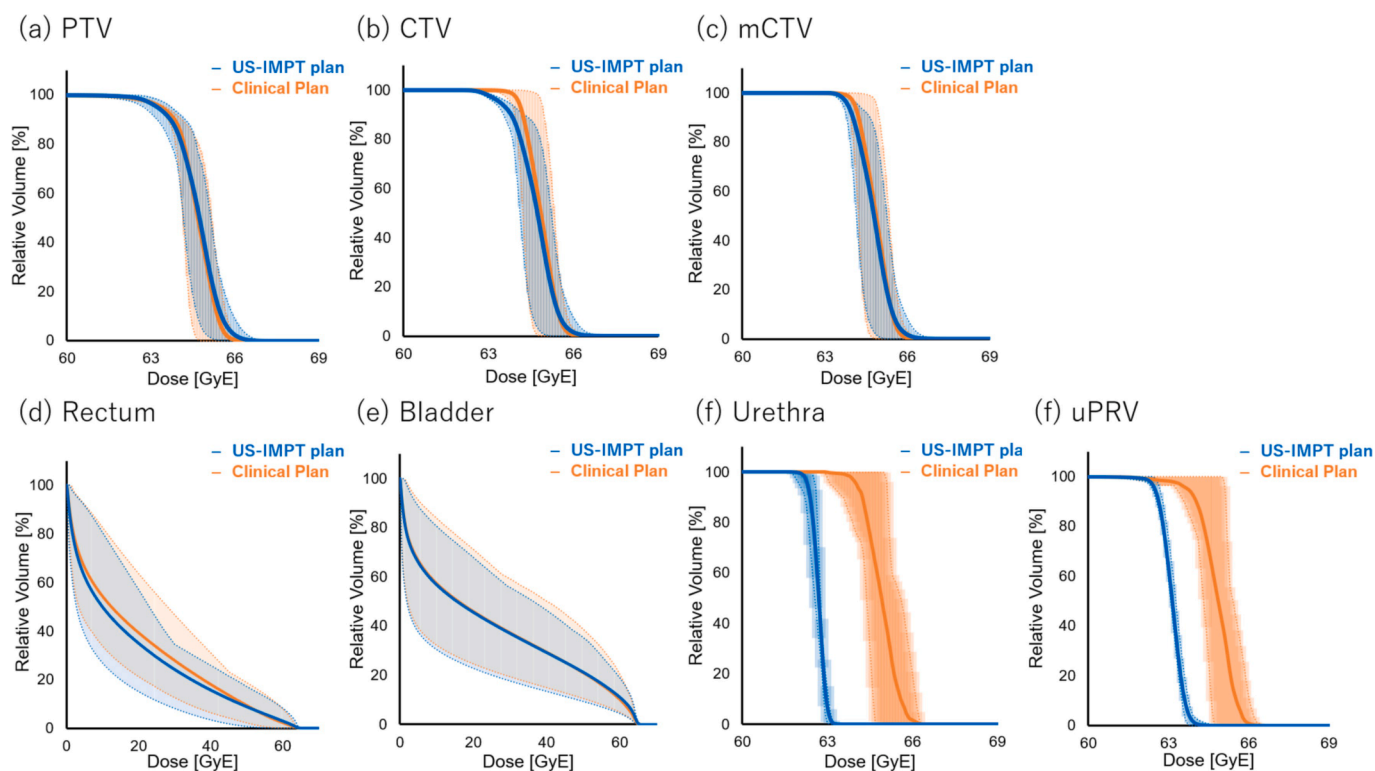 (a) PTV
(b) CTV
(c) mCTV
– US-IMPT plan
– Clinical Plan
– US-IMPT plan
– Clinical Plan
– US-IMPT plan
– Clinical Plan
Relative Volume [%]
100
80
60
40
20
0
60
63
66
69
Dose [GyE]
Relative Volume [%]
100
80
60
40
20
0
60
63
66
69
Dose [GyE]
Relative Volume [%]
100
80
60
40
20
0
60
63
66
69
Dose [GyE]
(d) Rectum
(e) Bladder
(f) Urethra
(f) uPRV
– US-IMPT plan
– Clinical Plan
– US-IMPT plan
– Clinical Plan
– US-IMPT pla
– Clinical Plan
– US-IMPT plan
– Clinical Plan
Relative Volume [%]
100
80
60
40
20
0
0
20
40
60
Dose [GyE]
Relative Volume [%]
100
80
60
40
20
0
0
20
40
60
Dose [GyE]
Relative Volume [%]
100
80
60
40
20
0
60
63
66
69
Dose [GyE]
Relative Volume [%]
100
80
60
40
20
0
60
63
66
69
Dose [GyE]